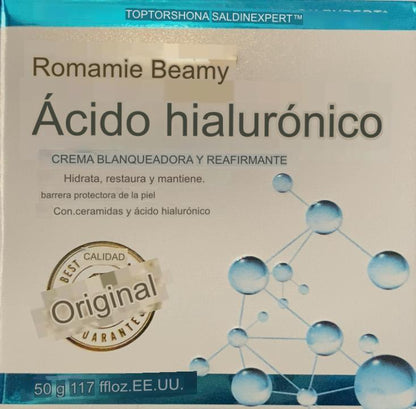 TOPTORSHONA SALDINEXPERT™
Romamie Beamy
Ácido hialurónico
CREMA BLANQUEADORA Y REAFIRMANTE
Hidrata, restaura y mantiene.
barrera protectora de la piel
Con.ceramidas y ácido hialurónico
CALIDAD
BEST
Original
GUARANTEE
50 g 117 ffloz.EE.UU.